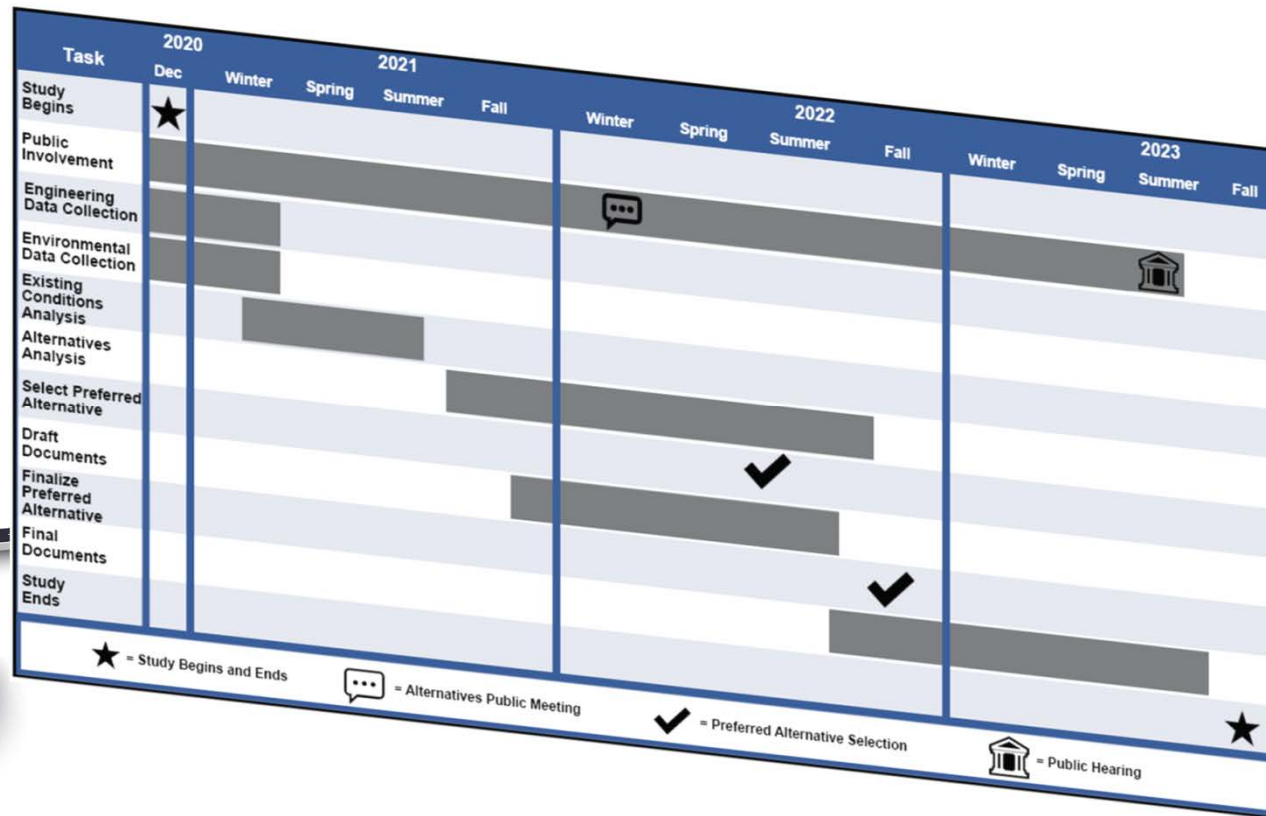 Task
2020
2021
2022
2023
Dec
Winter
Spring
Summer
Fall
Winter
Spring
Summer
Fall
Winter
Spring
Summer
Fall
Study
Begins
Public
Involvement
Engineering
Data Collection
Environmental
Data Collection
Existing
Conditions
Analysis
Alternatives
Analysis
Select Preferred
Alternative
Draft
Documents
Finalize
Preferred
Alternative
Final
Documents
Study
Ends
= Study Begins and Ends
= Alternatives Public Meeting
= Preferred Alternative Selection
= Public Hearing